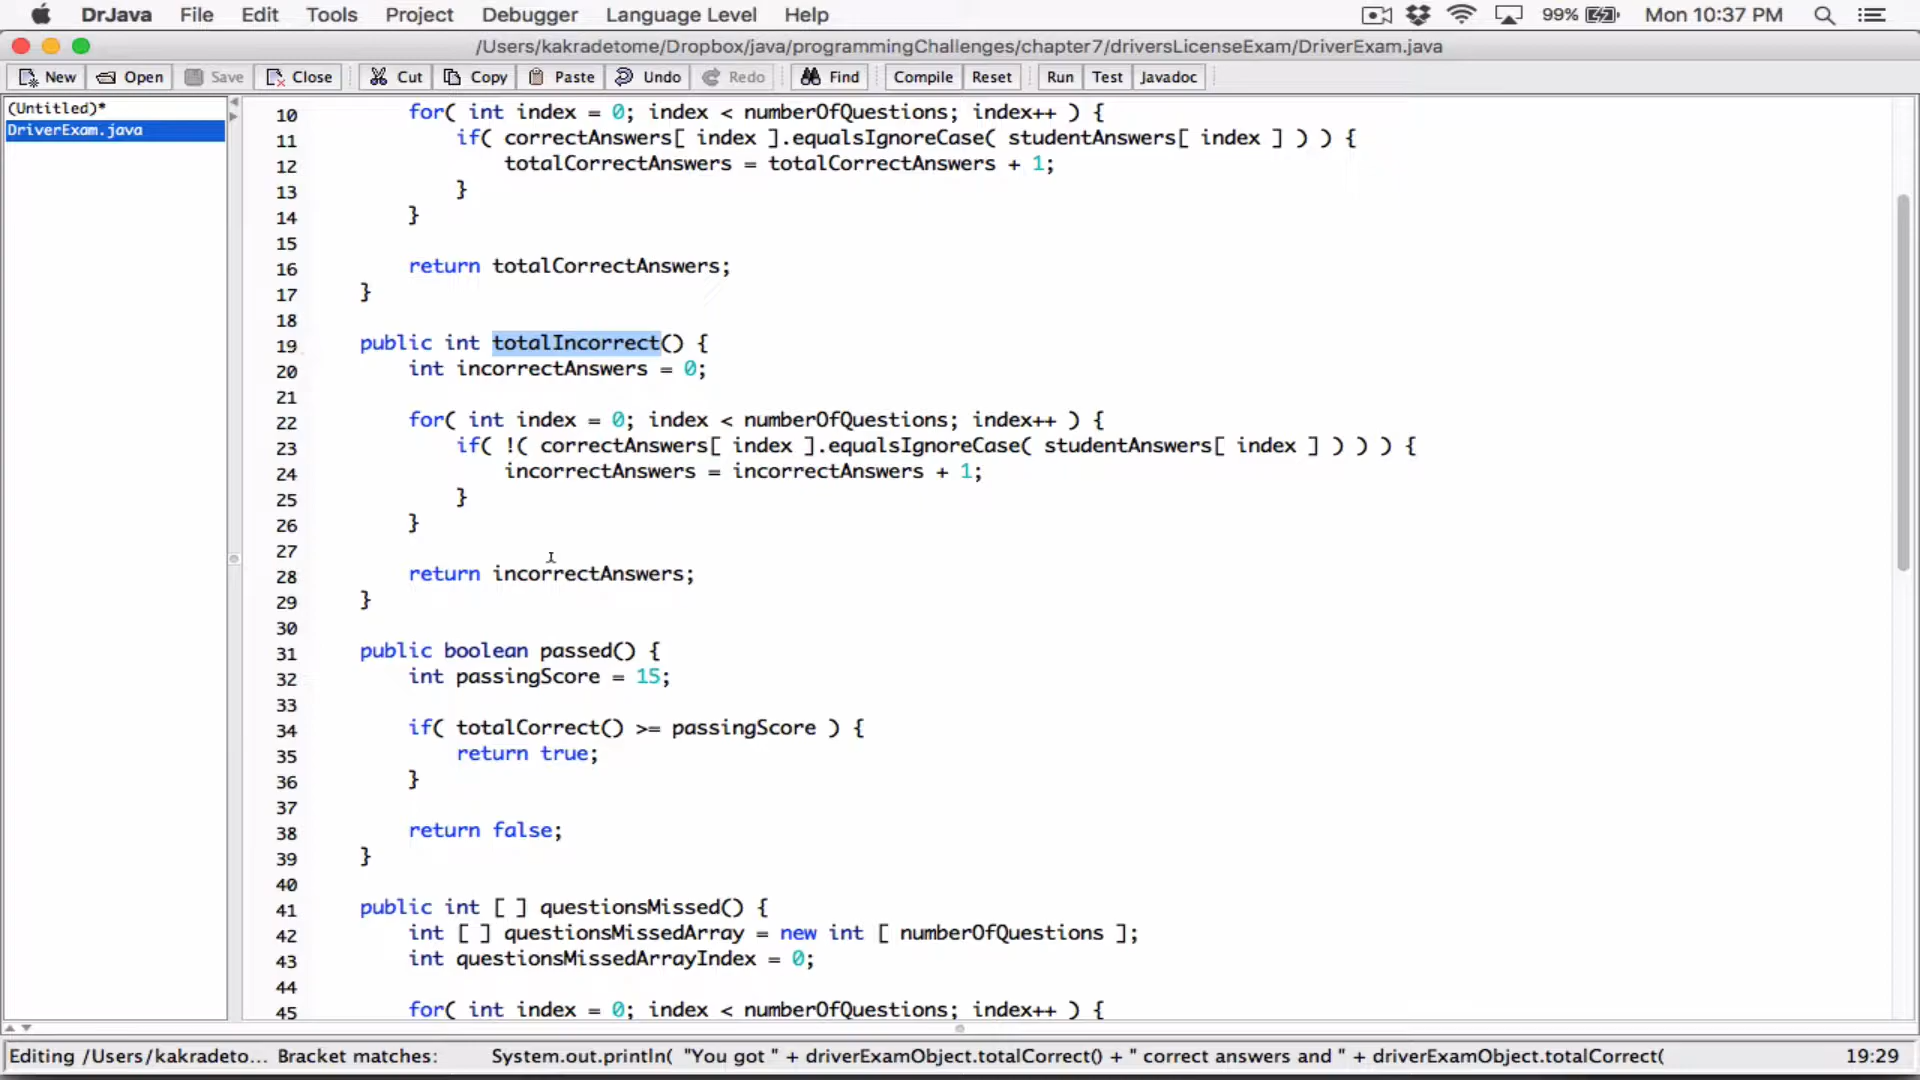 DrJava File Edit Tools Project Debugger Language Level Help 99% Mon 10:37 PM
/Users/kakradetome/Dropbox/java/programmingChallenges/chapter7/driversLicenseExam/DriverExam.java
New Open Save Close Cut Copy Paste Undo Redo Find Compile Reset Run Test Javadoc
(Untitled)*
DriverExam.java
10 for( int index = 0; index < numberOfQuestions; index++ ) {
11 if( correctAnswers[ index ].equalsIgnoreCase( studentAnswers[ index ] ) ) {
12 totalCorrectAnswers = totalCorrectAnswers + 1;
13 }
14 }
15
16 return totalCorrectAnswers;
17 }
18
19 public int totalIncorrect() {
20 int incorrectAnswers = 0;
21
22 for( int index = 0; index < numberOfQuestions; index++ ) {
23 if( !( correctAnswers[ index ].equalsIgnoreCase( studentAnswers[ index ] ) ) ) {
24 incorrectAnswers = incorrectAnswers + 1;
25 }
26 }
27
28 return incorrectAnswers;
29 }
30
31 public boolean passed() {
32 int passingScore = 15;
33
34 if( totalCorrect() >= passingScore ) {
35 return true;
36 }
37
38 return false;
39 }
40
41 public int [ ] questionsMissed() {
42 int [ ] questionsMissedArray = new int [ numberOfQuestions ];
43 int questionsMissedArrayIndex = 0;
44
45 for( int index = 0; index < numberOfQuestions; index++ ) {
Editing /Users/kakradeto... Bracket matches: System.out.println( "You got " + driverExamObject.totalCorrect() + " correct answers and " + driverExamObject.totalCorrect( 19:29